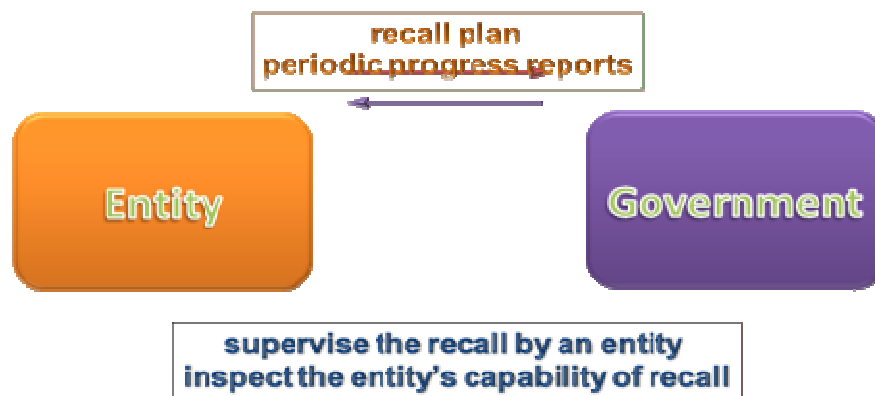 recall plan
periodic progress reports
Entity
Government
supervise the recall by an entity
inspect the entity's capability of recall